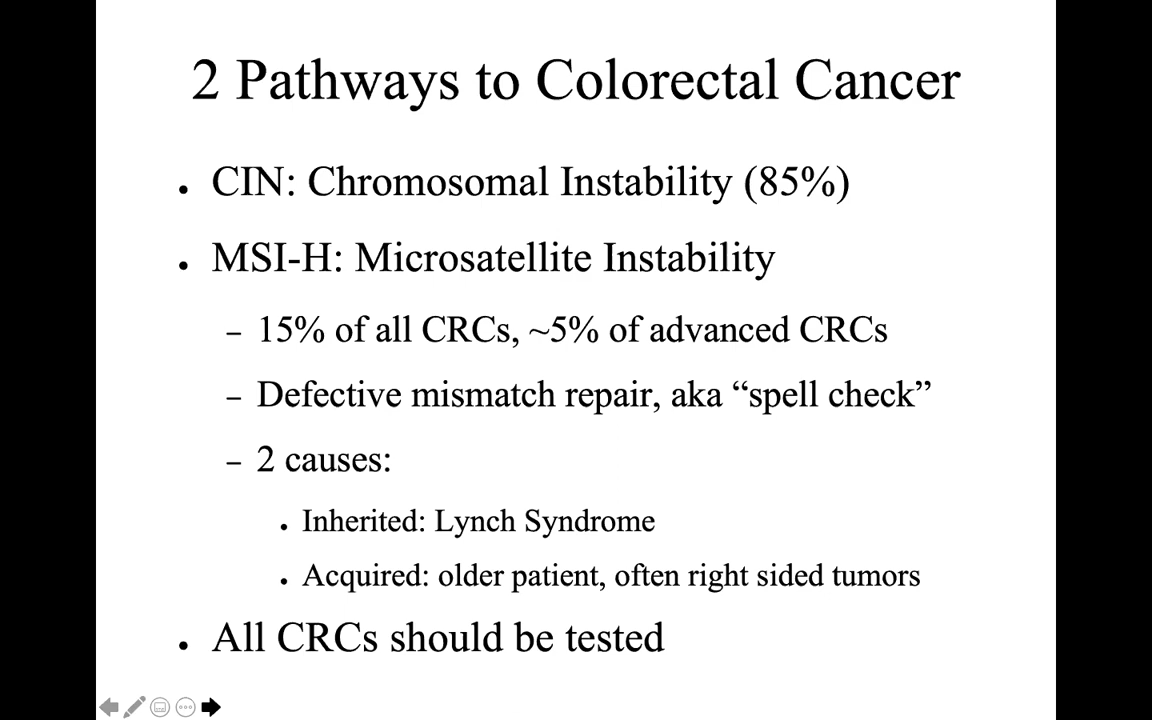 2 Pathways to Colorectal Cancer
• CIN: Chromosomal Instability (85%)
• MSI-H: Microsatellite Instability
– 15% of all CRCs, ~5% of advanced CRCs
– Defective mismatch repair, aka “spell check”
– 2 causes:
• Inherited: Lynch Syndrome
• Acquired: older patient, often right sided tumors
• All CRCs should be tested